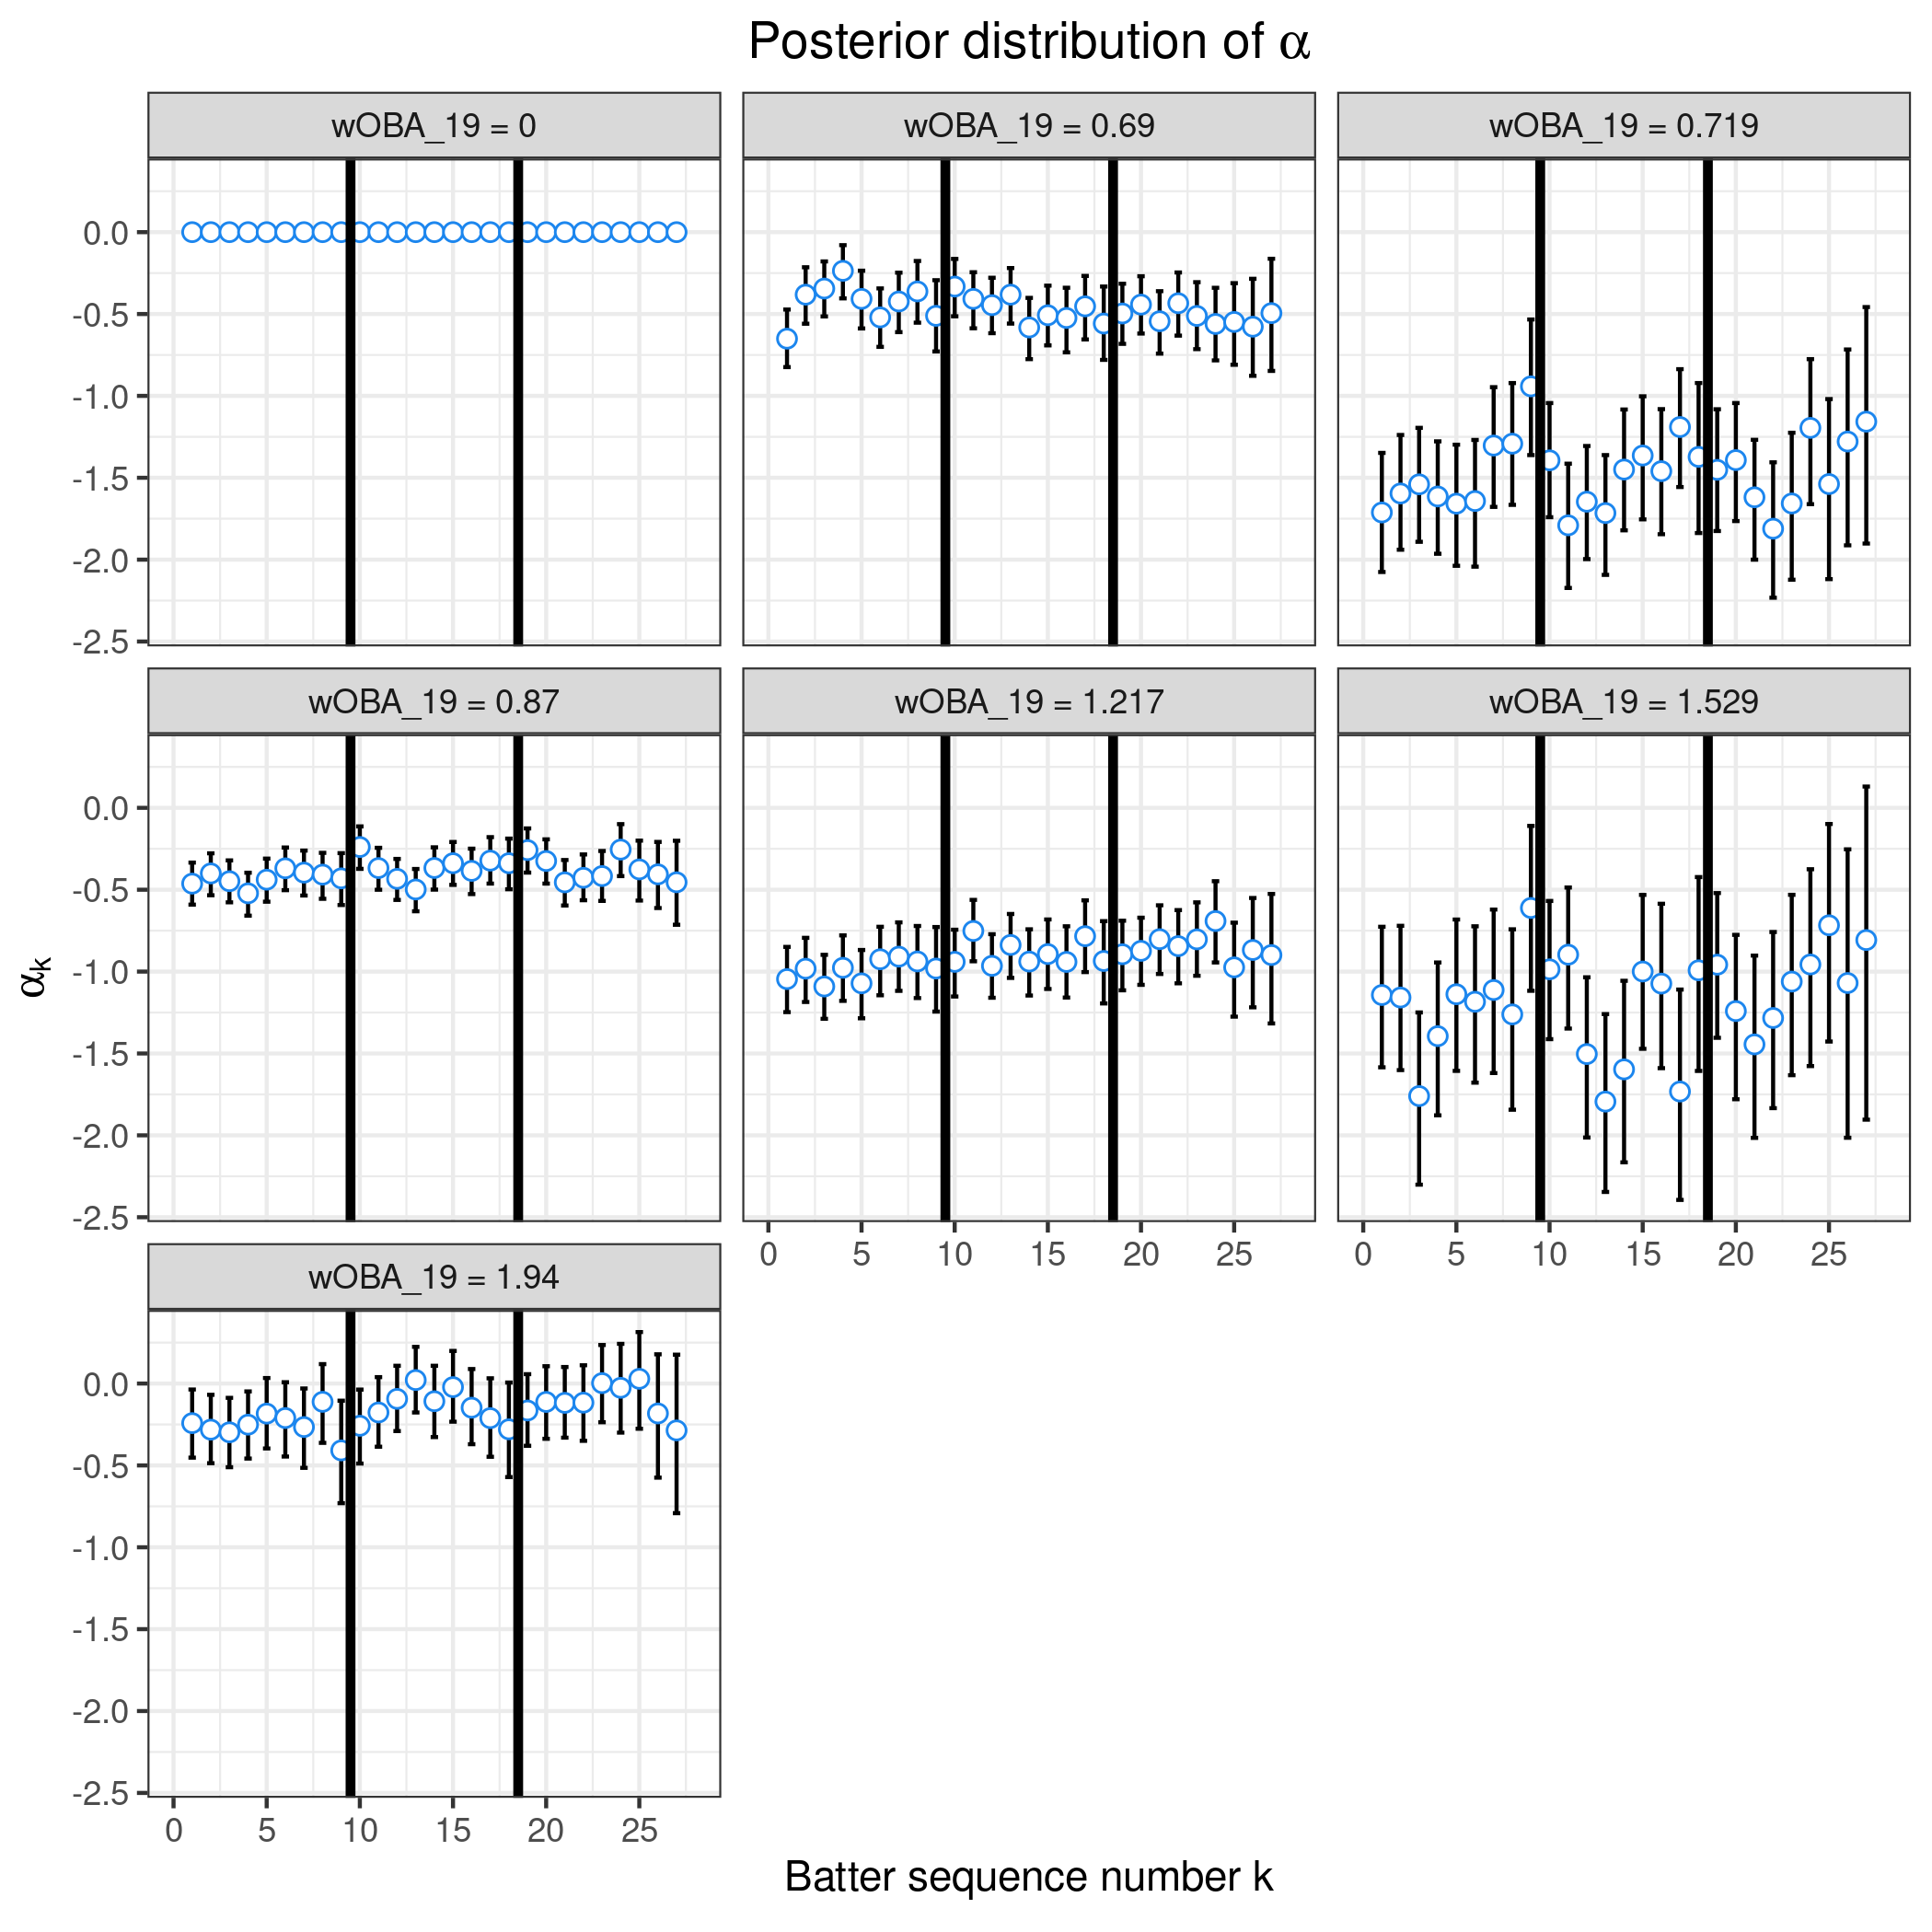 Posterior distribution of α
wOBA_19 = 0
wOBA_19 = 0.69
wOBA_19 = 0.719
0.0
-0.5
-1.0
-1.5
-2.0
-2.5
wOBA_19 = 0.87
wOBA_19 = 1.217
wOBA_19 = 1.529
0.0
-0.5
-1.0
-1.5
-2.0
-2.5
αk
0 5 10 15 20 25
0 5 10 15 20 25
wOBA_19 = 1.94
0.0
-0.5
-1.0
-1.5
-2.0
-2.5
0 5 10 15 20 25
Batter sequence number k